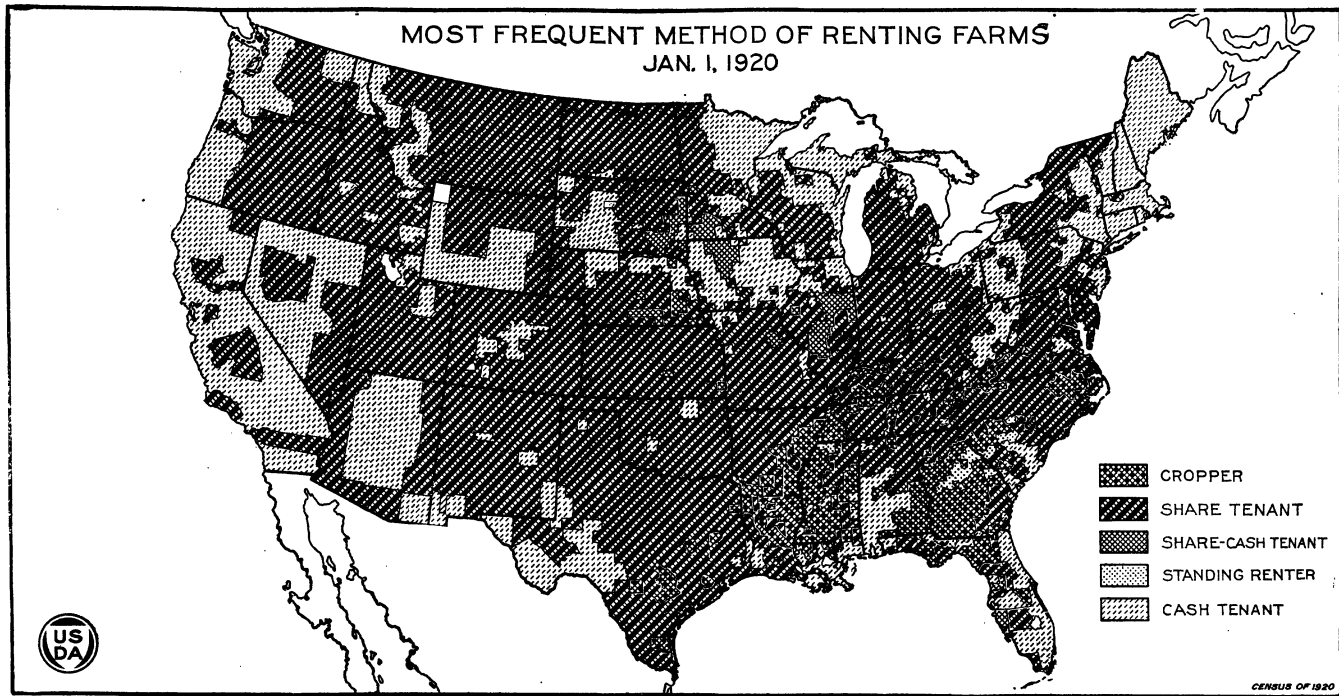 MOST FREQUENT METHOD OF RENTING FARMS
JAN. 1, 1920
CROPPER
SHARE TENANT
SHARE-CASH TENANT
STANDING RENTER
CASH TENANT
US
DA
CENSUS OF 1920